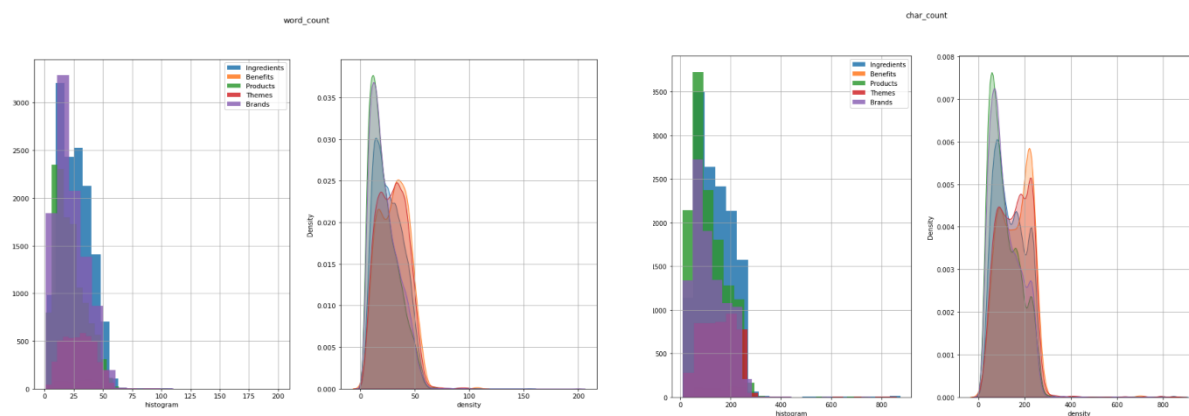 word_count
Ingredients
Benefits
Products
Themes
Brands
3000
2500
2000
1500
1000
500
0
0 25 50 75 100 125 150 175 200
histogram
Density
0.035
0.030
0.025
0.020
0.015
0.010
0.005
0.000
0 50 100 150 200
density
char_count
Ingredients
Benefits
Products
Themes
Brands
3500
3000
2500
2000
1500
1000
500
0
0 200 400 600 800
histogram
Density
0.008
0.007
0.006
0.005
0.004
0.003
0.002
0.001
0.000
0 200 400 600 800
density